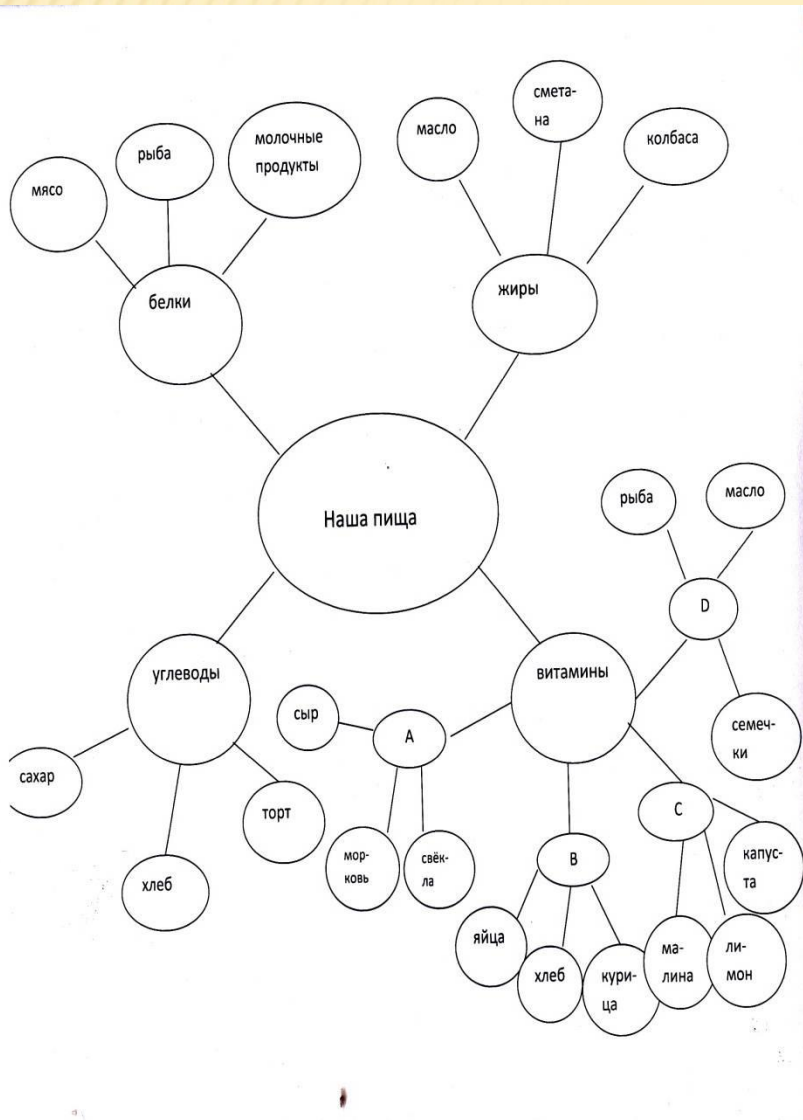 мясо
рыба
молочные
продукты
белки
масло
смета-
на
колбаса
жиры
Наша пища
углеводы
сахар
хлеб
торт
витамины
сыр
А
мор-
ковь
свёк-
ла
В
яйца
хлеб
кури-
ца
С
ма-
лина
ли-
мон
капус-
та
D
рыба
масло
семеч-
ки